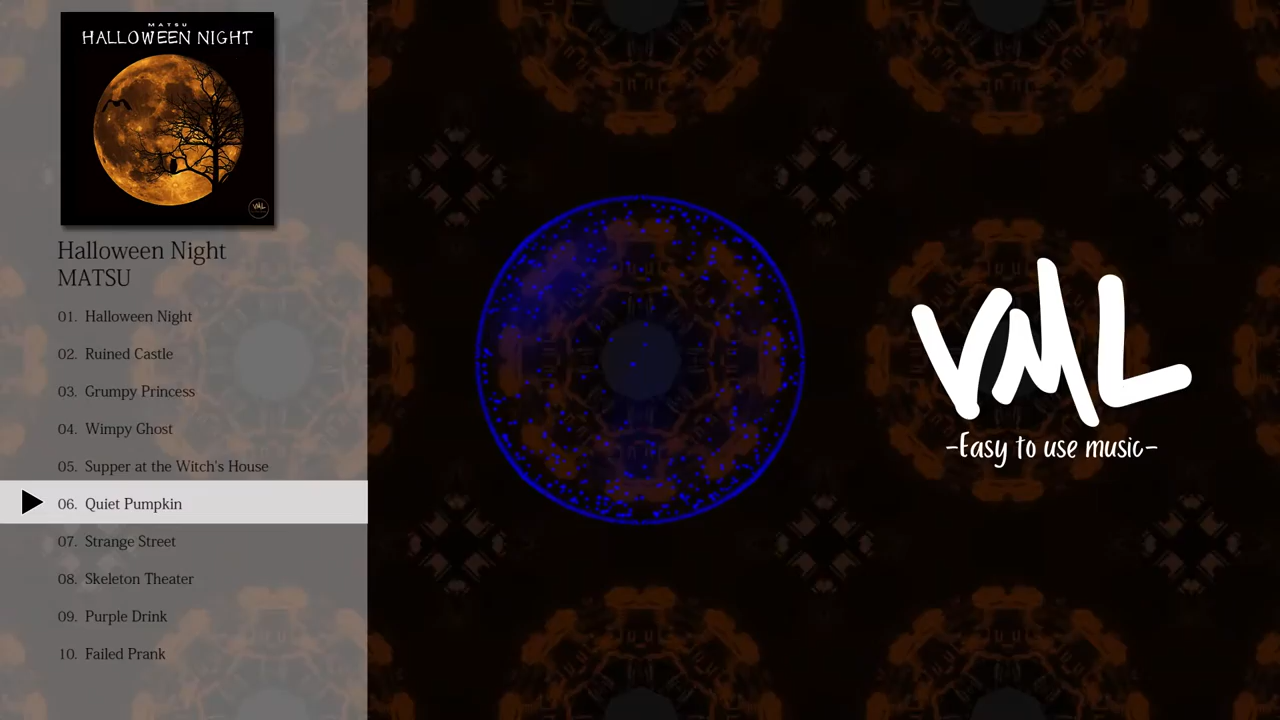 MATSU
HALLOWEEN NIGHT
VML
Halloween Night
MATSU
01. Halloween Night
02. Ruined Castle
03. Grumpy Princess
04. Wimpy Ghost
05. Supper at the Witch's House
06. Quiet Pumpkin
07. Strange Street
08. Skeleton Theater
09. Purple Drink
10. Failed Prank
VML
-Easy to use music-